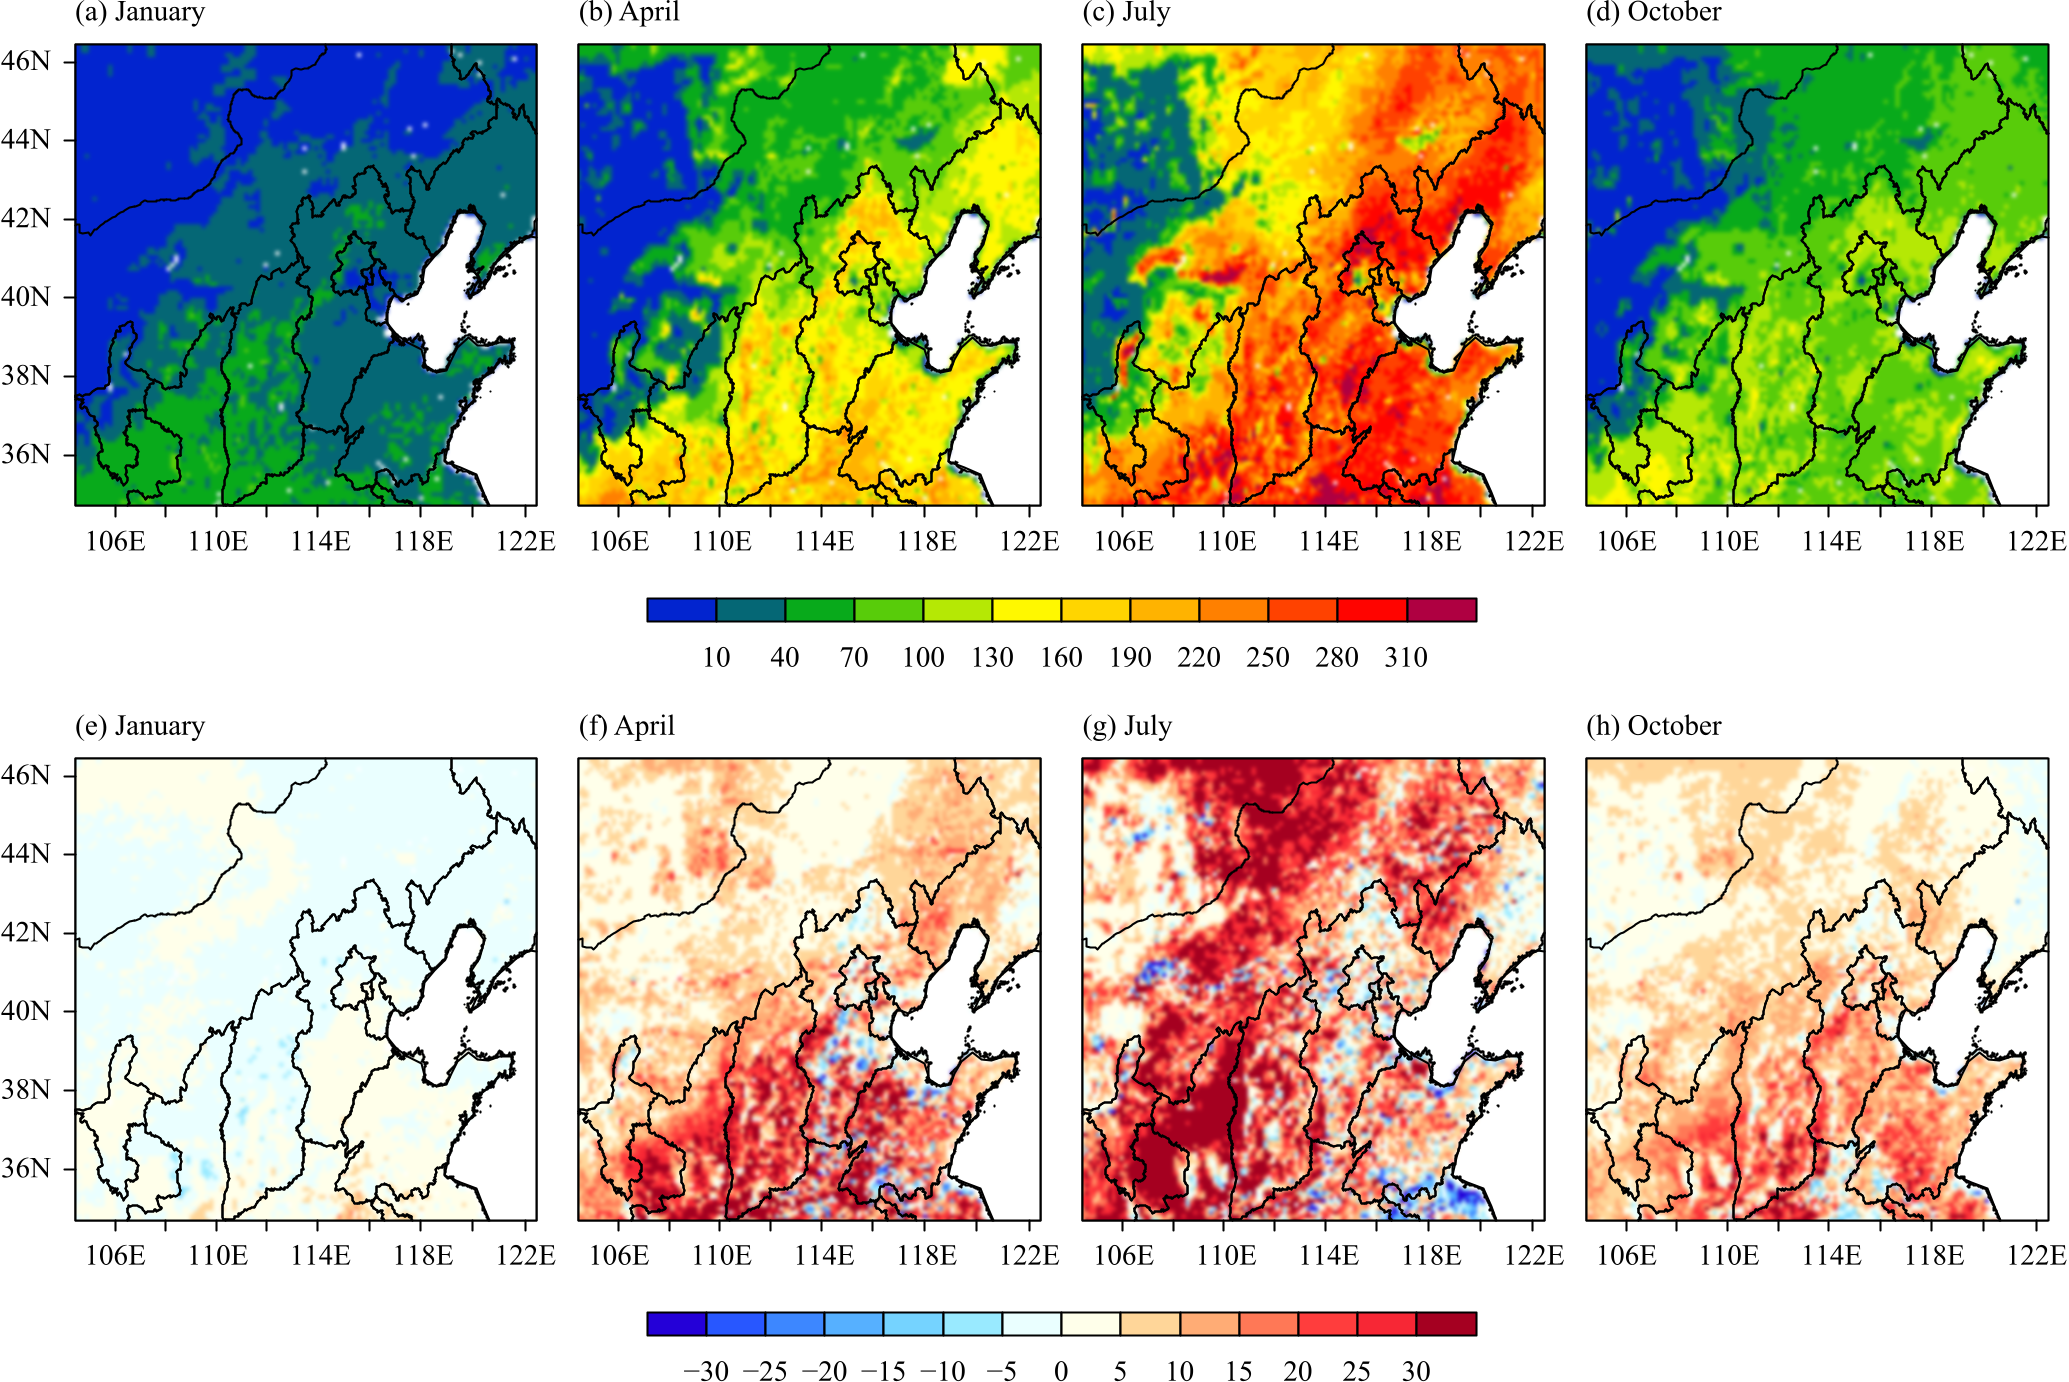 (a) January (b) April (c) July (d) October
46N
44N
42N
40N
38N
36N
106E 110E 114E 118E 122E 106E 110E 114E 118E 122E 106E 110E 114E 118E 122E 106E 110E 114E 118E 122E
10 40 70 100 130 160 190 220 250 280 310
(e) January (f) April (g) July (h) October
46N
44N
42N
40N
38N
36N
106E 110E 114E 118E 122E 106E 110E 114E 118E 122E 106E 110E 114E 118E 122E 106E 110E 114E 118E 122E
−30 −25 −20 −15 −10 −5 0 5 10 15 20 25 30